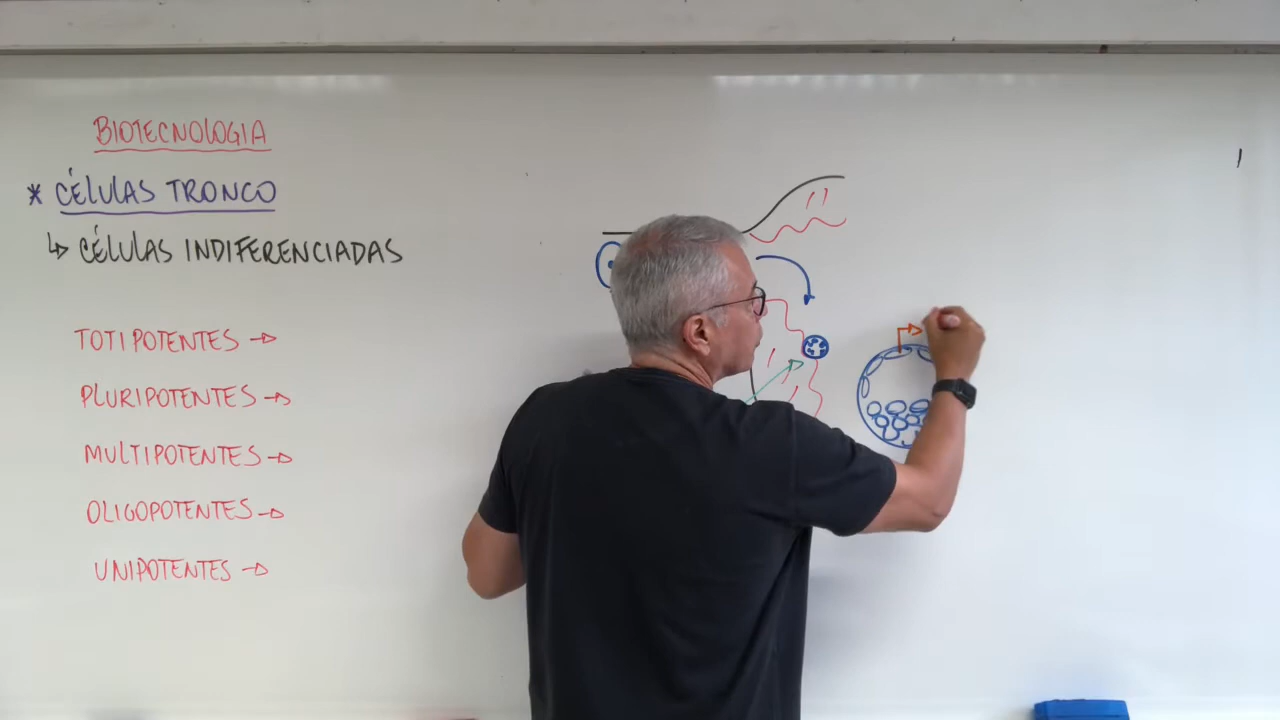 BIOTECNOLOGIA
* CÉLULAS TRONCO
↳ CÉLULAS INDIFERENCIADAS
TOTIPOTENTES →
PLURIPOTENTES →
MULTIPOTENTES →
OLIGOPOTENTES →
UNIPOTENTES →